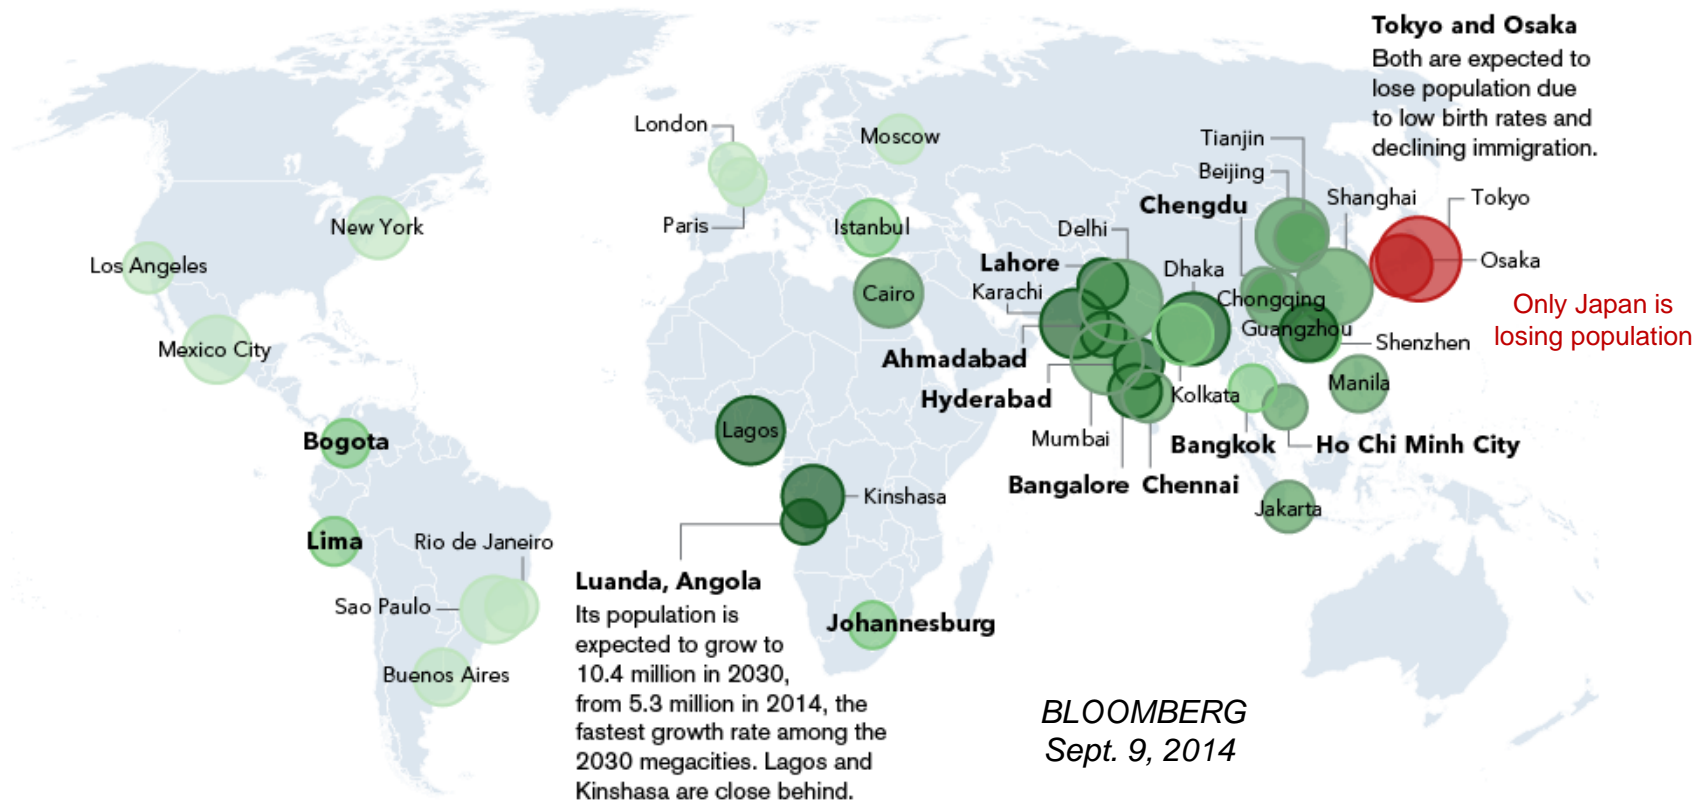 Tokyo and Osaka
Both are expected to
lose population due
to low birth rates and
declining immigration.
London
Moscow
Tianjin
Beijing
Chengdu
Shanghai
Tokyo
New York
Paris
Istanbul
Delhi
Los Angeles
Lahore
Dhaka
Osaka
Karachi
Cairo
Chongqing
Only Japan is
losing population
Guangzhou
Shenzhen
Mexico City
Ahmadabad
Manila
Hyderabad
Kolkata
Lagos
Mumbai
Bangkok
Ho Chi Minh City
Bogota
Bangalore
Chennai
Kinshasa
Jakarta
Lima
Rio de Janeiro
Sao Paulo
Luanda, Angola
Its population is
expected to grow to
10.4 million in 2030,
from 5.3 million in 2014, the
fastest growth rate among the
2030 megacities. Lagos and
Kinshasa are close behind.
Johannesburg
Buenos Aires
BLOOMBERG
Sept. 9, 2014